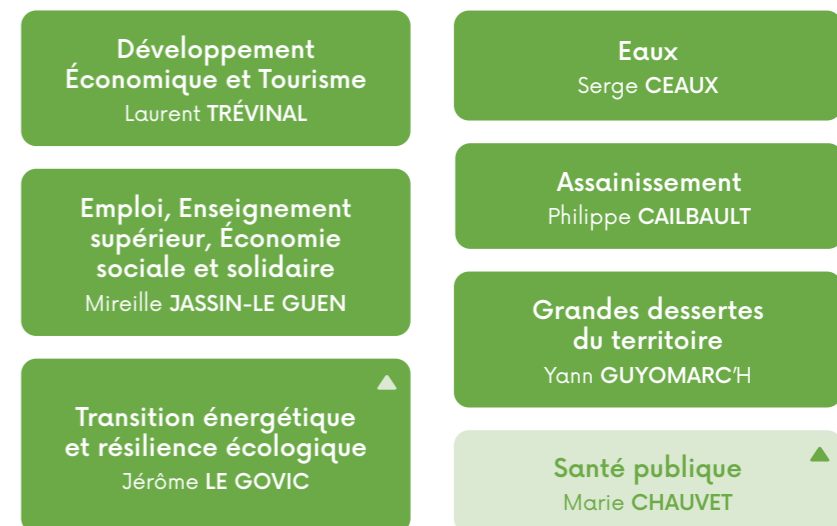 Développement
Économique et Tourisme
Laurent TRÉVINAL
Emploi, Enseignement
supérieur, Économie
sociale et solidaire
Mireille JASSIN-LE GUEN
Transition énergétique
et résilience écologique
Jérôme LE GOVIC
Eaux
Serge CEAUX
Assainissement
Philippe CAILBAULT
Grandes dessertes
du territoire
Yann GUYOMARC'H
Santé publique
Marie CHAUVET